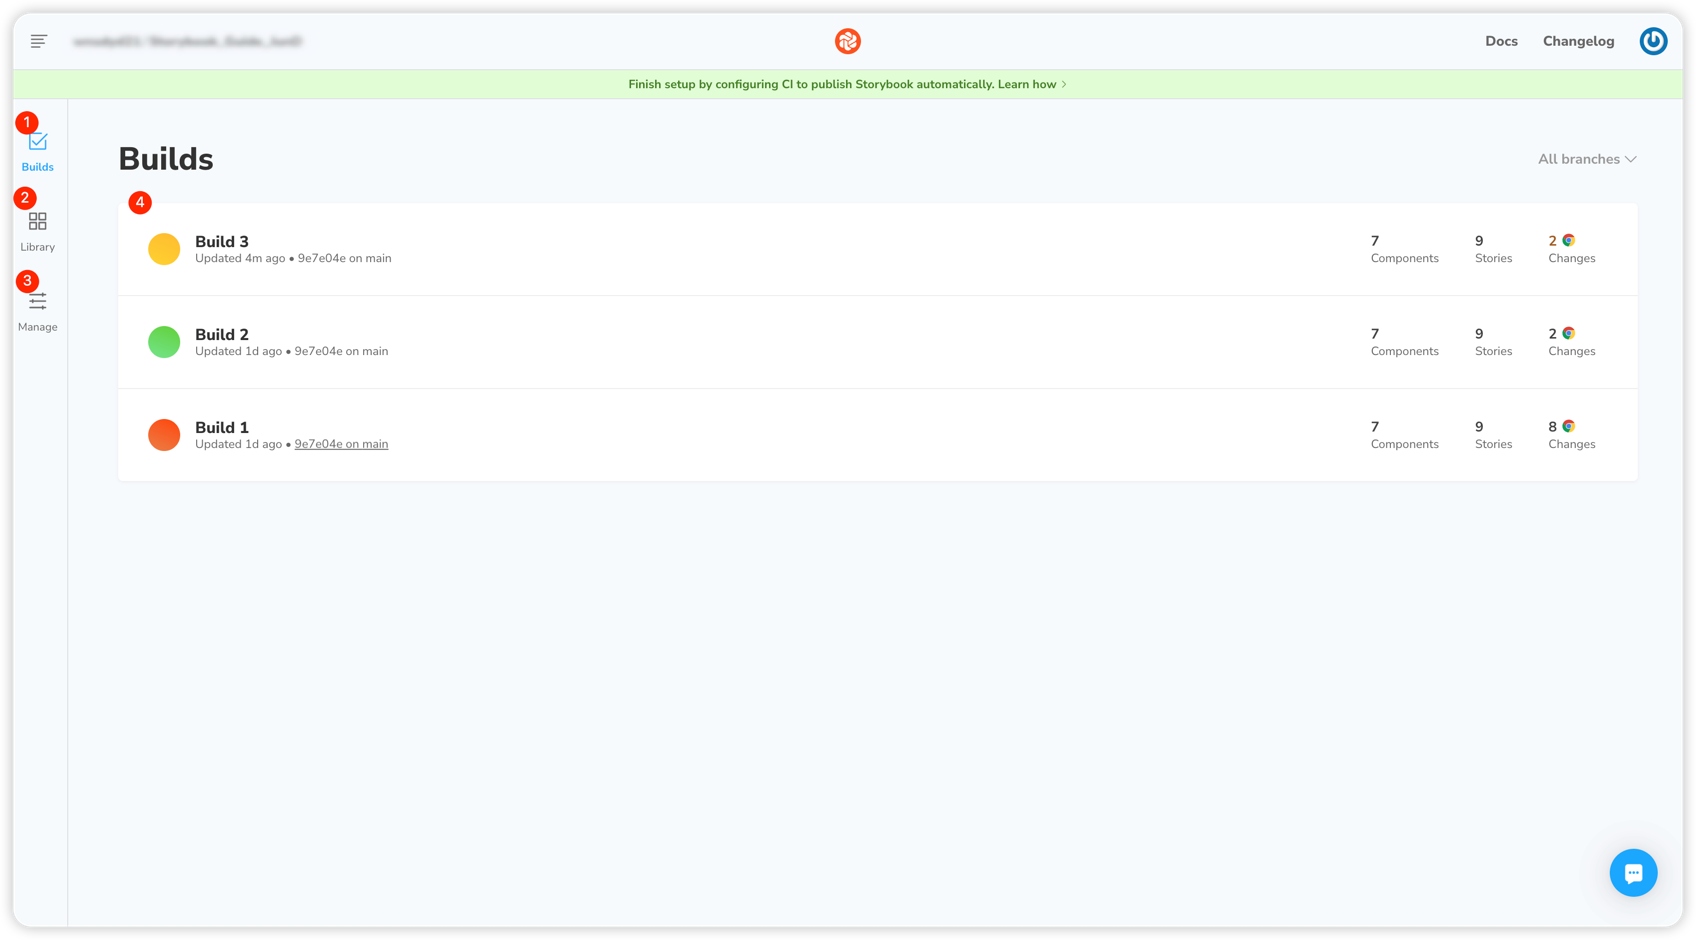 Docs
Changelog
Finish setup by configuring CI to publish Storybook automatically. Learn how
1
Builds
2
Library
3
Manage
Builds
All branches
4
Build 3
Updated 4m ago • 9e7e04e on main
7
Components
9
Stories
2
Changes
Build 2
Updated 1d ago • 9e7e04e on main
7
Components
9
Stories
2
Changes
Build 1
Updated 1d ago • 9e7e04e on main
7
Components
9
Stories
8
Changes